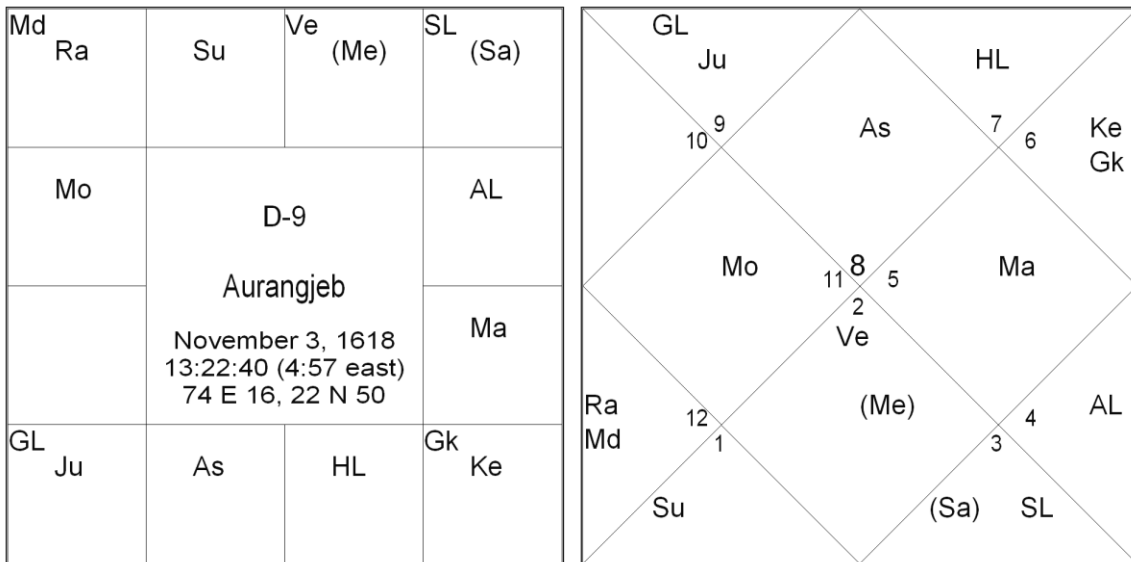 Md
Ra
Su
Ve
(Me)
SL
(Sa)
Mo
AL
D-9
Aurangjeb
November 3, 1618
13:22:40 (4:57 east)
74 E 16, 22 N 50
Ma
GL
Ju
As
HL
Gk
Ke
GL
Ju
HL
As
9
10
7
6
Ke
Gk
Mo
8
11
5
2
Ma
Ve
Ra
Md
12
1
(Me)
4
3
AL
Su
(Sa)
SL